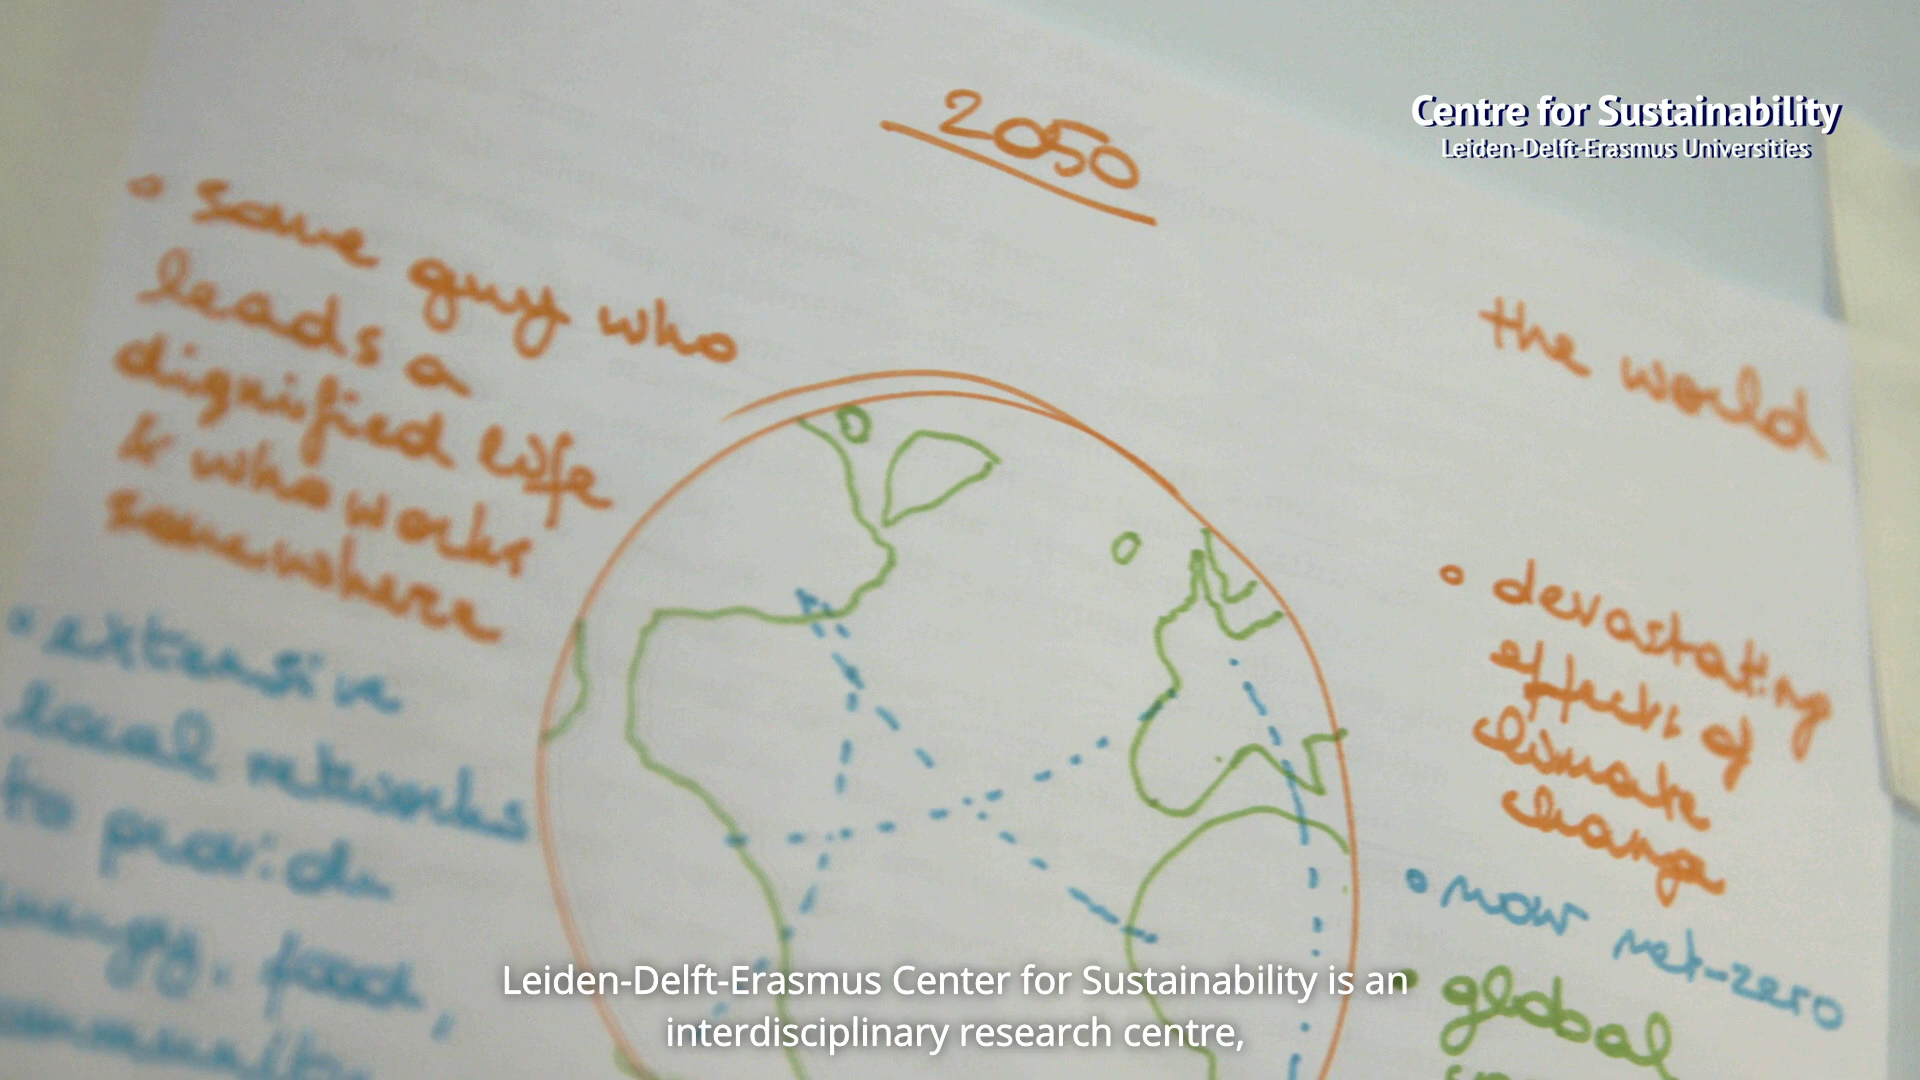 2050
Centre for Sustainability
Leiden-Delft-Erasmus Universities
• some guy who
leads a
dignified life
& who works
somewhere
• extensive
local networks
to provide
energy, food,
the world
• devastating
effects of
climate
change
• now net-zero
• global
Leiden-Delft-Erasmus Center for Sustainability is an
interdisciplinary research centre,